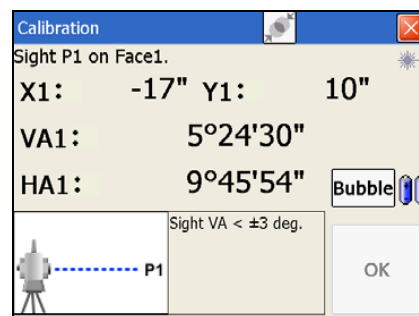 Calibration
Sight P1 on Face1.
X1: -17" Y1: 10"
VA1: 5°24'30"
HA1: 9°45'54"
Bubble
Sight VA < ±3 deg.
P1
OK